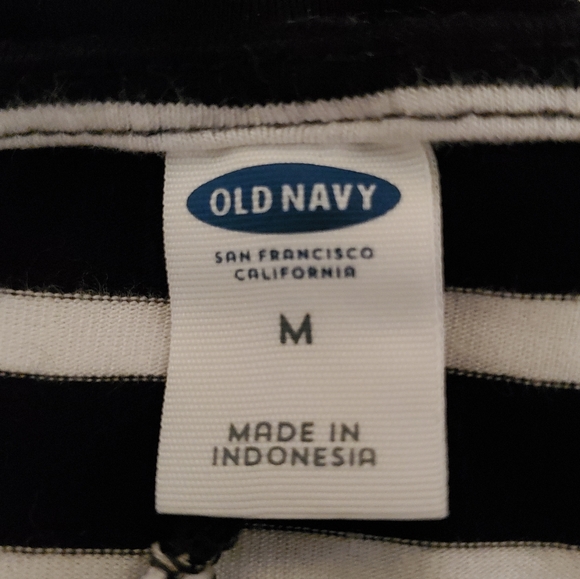 OLD NAVY
SAN FRANCISCO
CALIFORNIA
M
MADE IN
INDONESIA